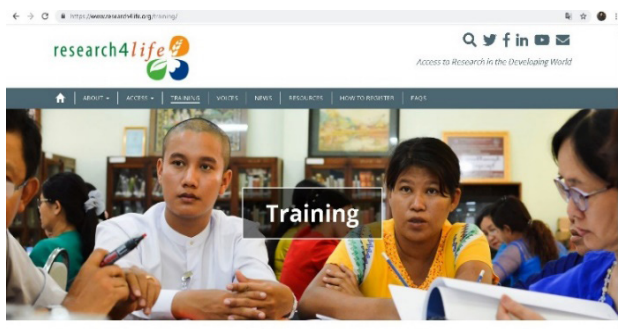 https://www.research4life.org/training/
research4life
Access to Research in the Developing World
ABOUT
ACCESS
TRAINING
VOICES
NEWS
RESOURCES
HOW TO REGISTER
FAQS
Training